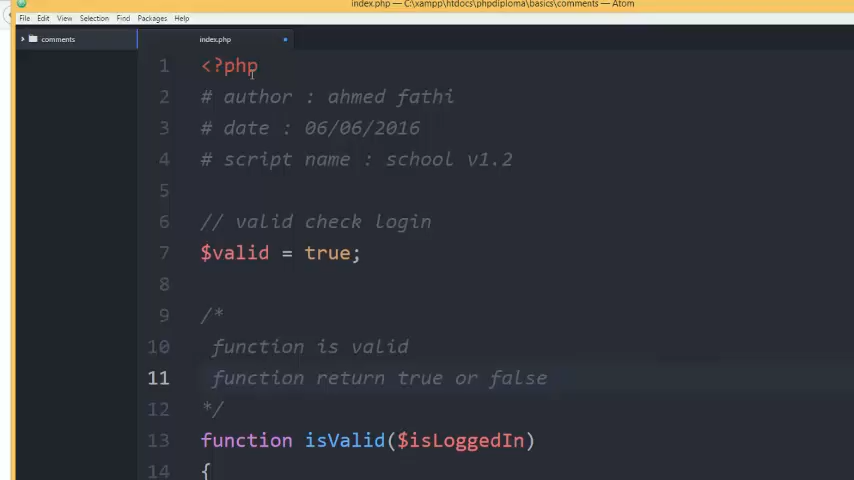 index.php — C:\xampp\htdocs\phpdiploma\basics\comments — Atom
File Edit View Selection Find Packages Help
comments
index.php
1 <?php
2 # author : ahmed fathi
3 # date : 06/06/2016
4 # script name : school v1.2
5
6 // valid check login
7 $valid = true;
8
9 /*
10 function is valid
11 function return true or false
12 */
13 function isValid($isLoggedIn)
14 {